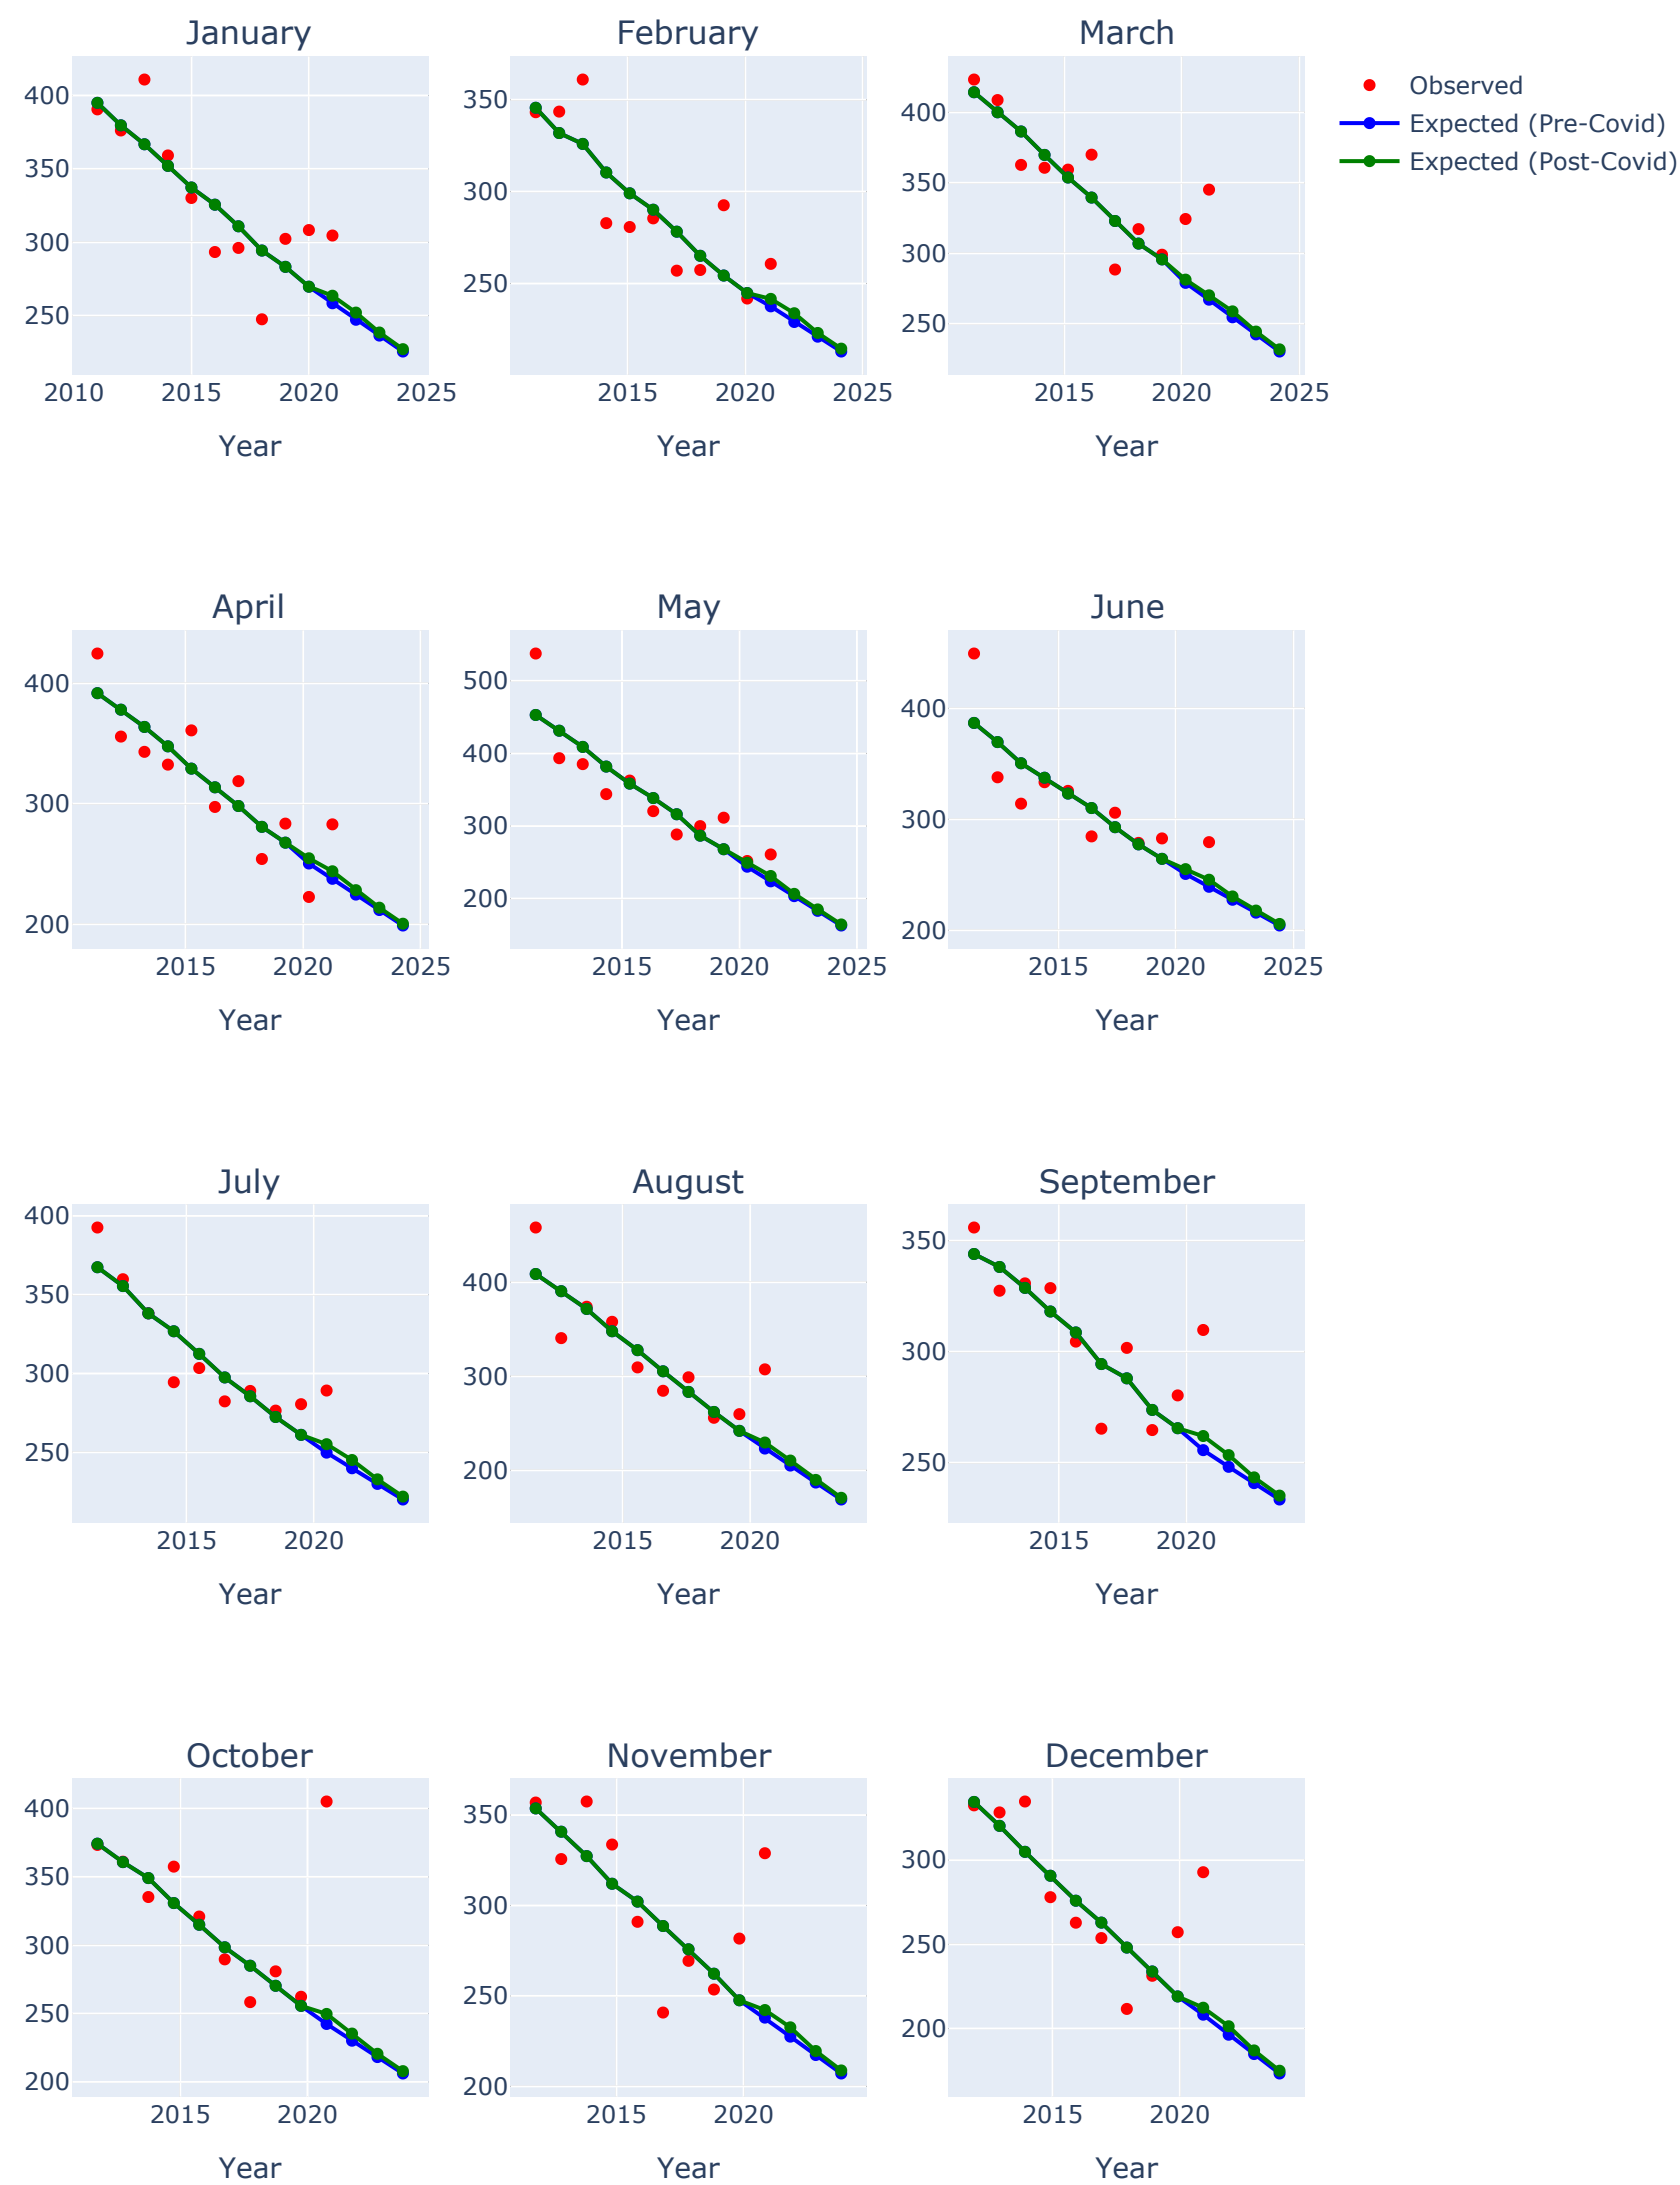 January
February
March
Observed
Expected (Pre-Covid)
Expected (Post-Covid)
400
350
300
250
2010
2015
2020
2025
Year
350
300
250
2015
2020
2025
Year
400
350
300
250
2015
2020
2025
Year
April
May
June
400
300
200
2015
2020
2025
Year
500
400
300
200
2015
2020
2025
Year
400
300
200
2015
2020
2025
Year
July
August
September
400
350
300
250
2015
2020
Year
400
300
200
2015
2020
Year
350
300
250
2015
2020
Year
October
November
December
400
350
300
250
200
2015
2020
Year
350
300
250
200
2015
2020
Year
300
250
200
2015
2020
Year